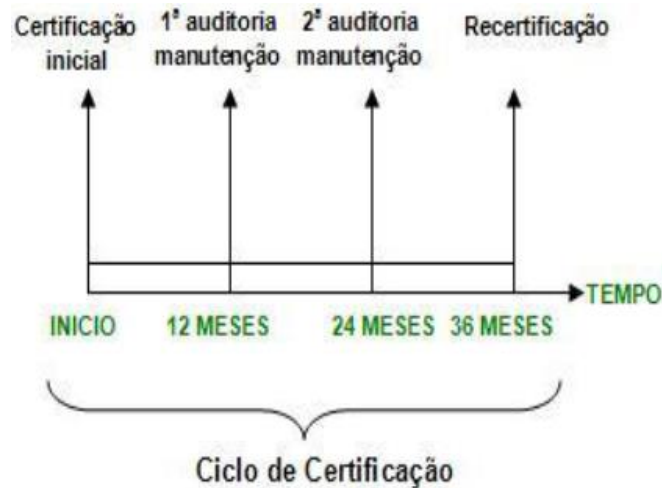 Certificação
inicial
1ª auditoria
manutenção
2ª auditoria
manutenção
Recertificação
TEMPO
INICIO
12 MESES
24 MESES
36 MESES
Ciclo de Certificação